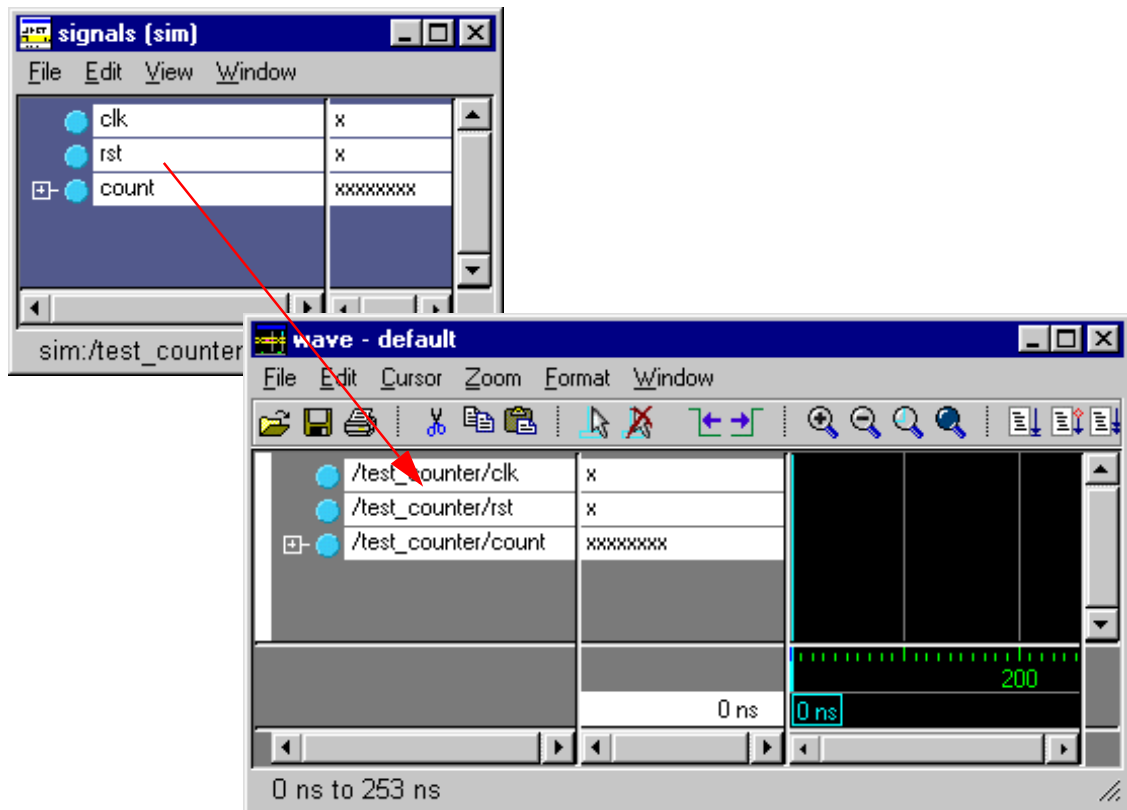 signals (sim)
File Edit View Window
clk x
rst x
count xxxxxxxx
sim:/test_counter
wave - default
File Edit Cursor Zoom Format Window
/test_counter/clk x
/test_counter/rst x
/test_counter/count xxxxxxxx
200
0 ns 0 ns
0 ns to 253 ns